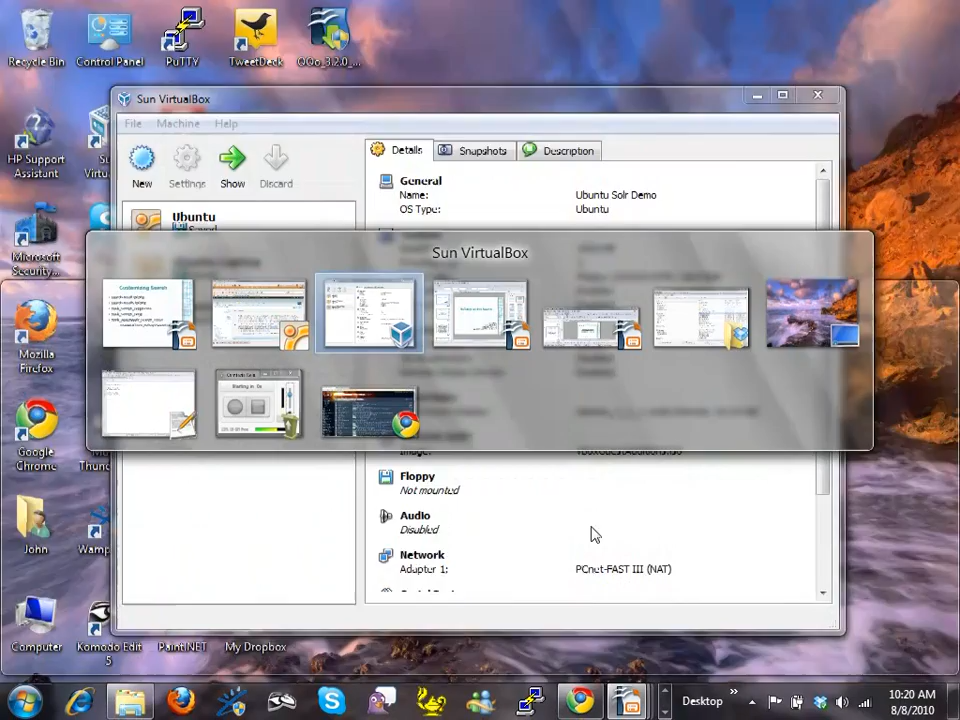 Recycle Bin
Control Panel
PuTTY
TweetDeck
OOo_3.2.0_...
Sun VirtualBox
File Machine Help
HP Support
Assistant
New Settings Show Discard
Details Snapshots Description
General
Name: Ubuntu Solr Demo
OS Type: Ubuntu
Ubuntu
Saved
Microsoft
Security...
Sun VirtualBox
Customizing Search
Mozilla
Firefox
Google
Chrome
Floppy
Not mounted
Audio
Disabled
Network
Adapter 1: PCnet-FAST III (NAT)
John
Wamp
Computer
Komodo Edit
5
Paint.NET
My Dropbox
Desktop
10:20 AM
8/8/2010